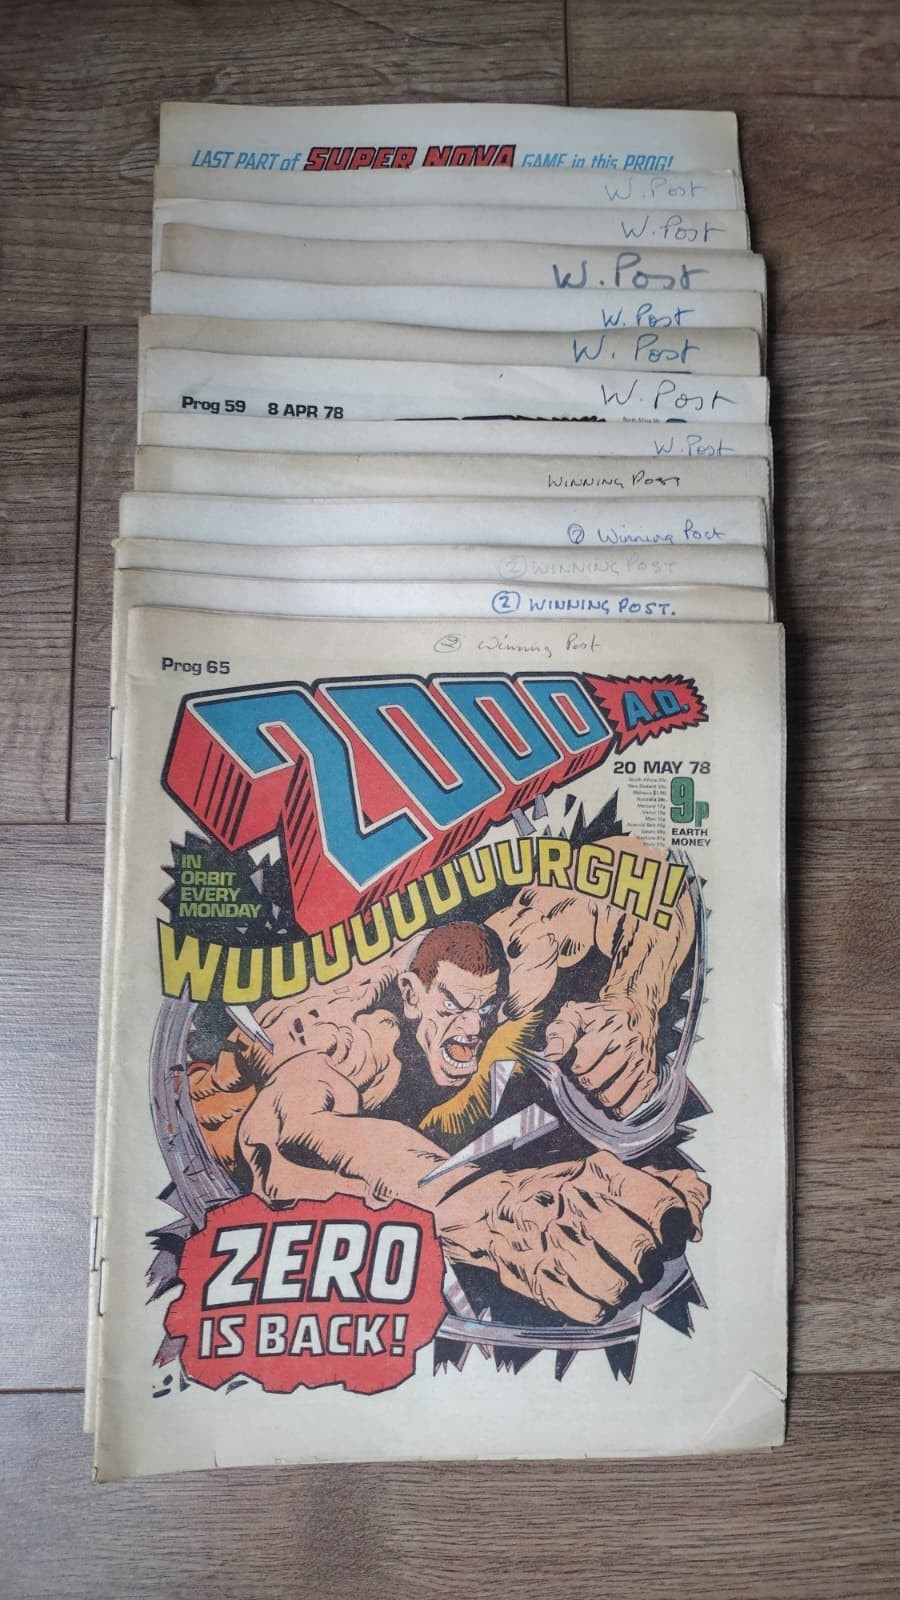 LAST PART of SUPER NOVA GAME in this PROG!
W. Post
W. Post
W. Post
W. Post
W. Post
W. Post
Prog 59 8 APR 78
W. Post
WINNING POST
2 Winning Post
2 WINNING POST
2 WINNING POST.
2 Winning Post
Prog 65
2000 A.D.
20 MAY 78
9p
EARTH
MONEY
IN
ORBIT
EVERY
MONDAY
WUUUUUUUUUURGH!
ZERO
IS BACK!